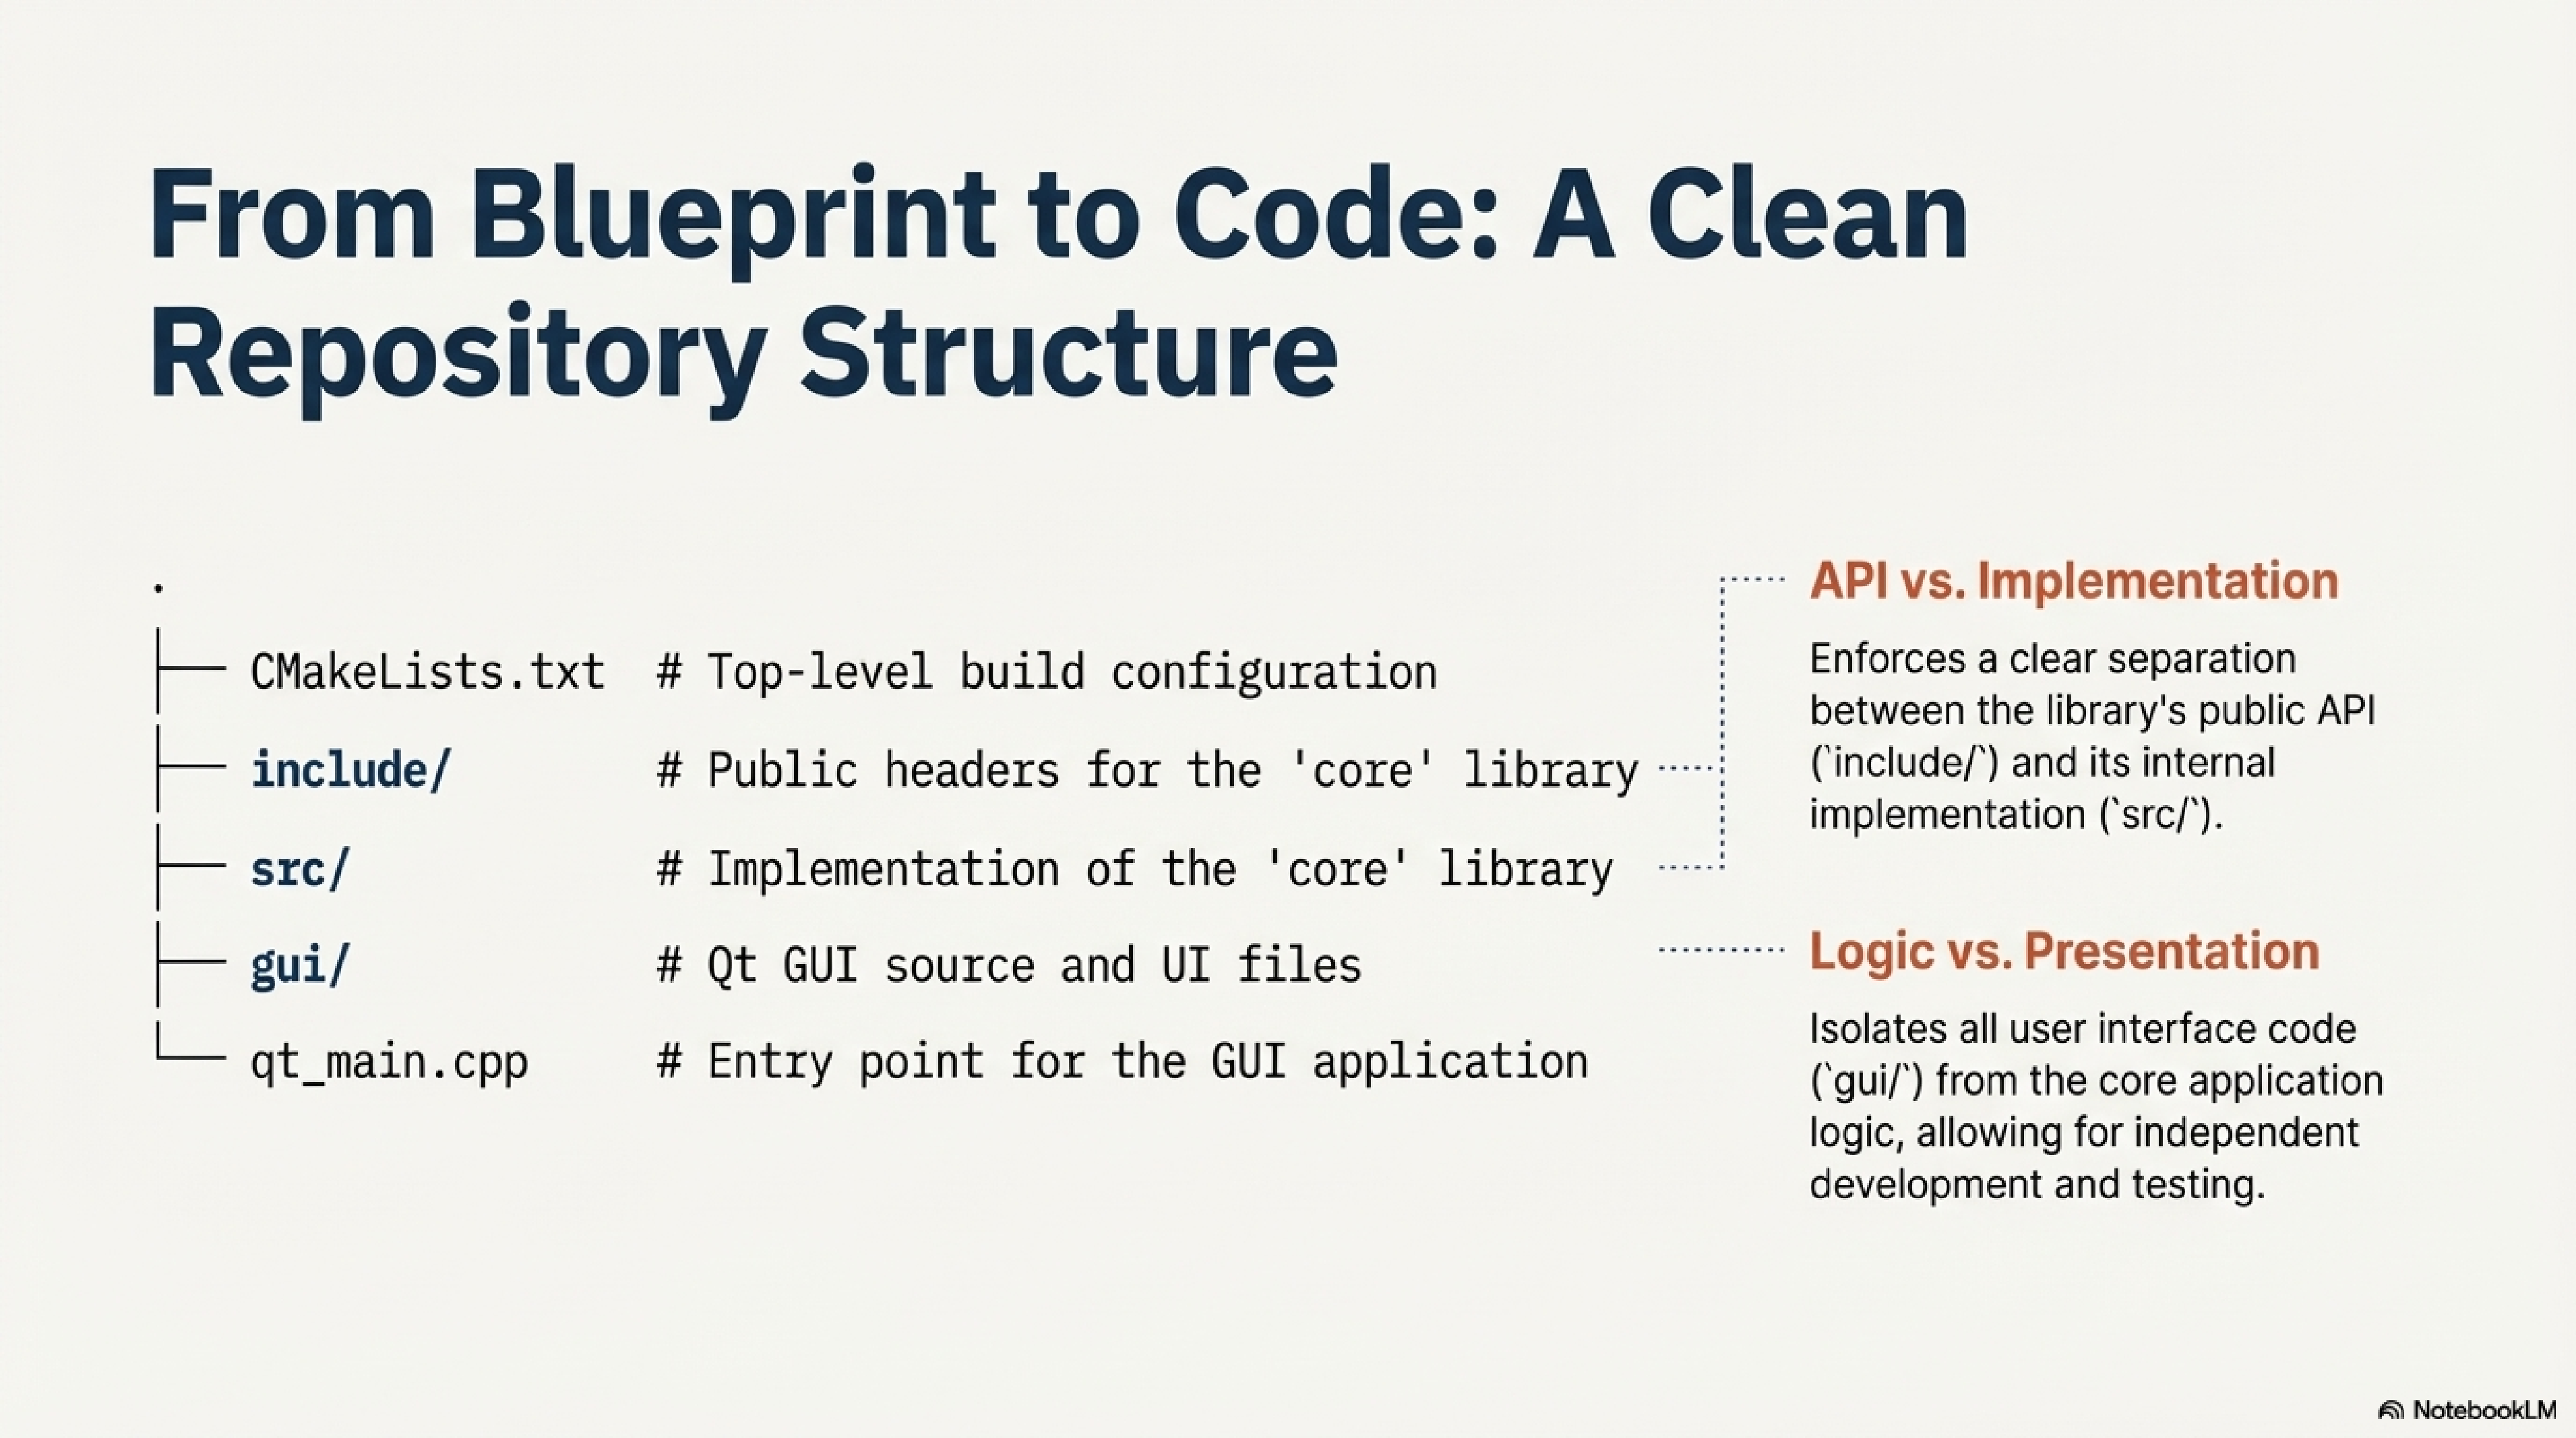 From Blueprint to Code: A Clean
Repository Structure
.
├── CMakeLists.txt # Top-level build configuration
├── include/ # Public headers for the 'core' library
├── src/ # Implementation of the 'core' library
├── gui/ # Qt GUI source and UI files
└── qt_main.cpp # Entry point for the GUI application
API vs. Implementation
Enforces a clear separation
between the library's public API
(`include/`) and its internal
implementation (`src/`).
Logic vs. Presentation
Isolates all user interface code
(`gui/`) from the core application
logic, allowing for independent
development and testing.
NotebookLM